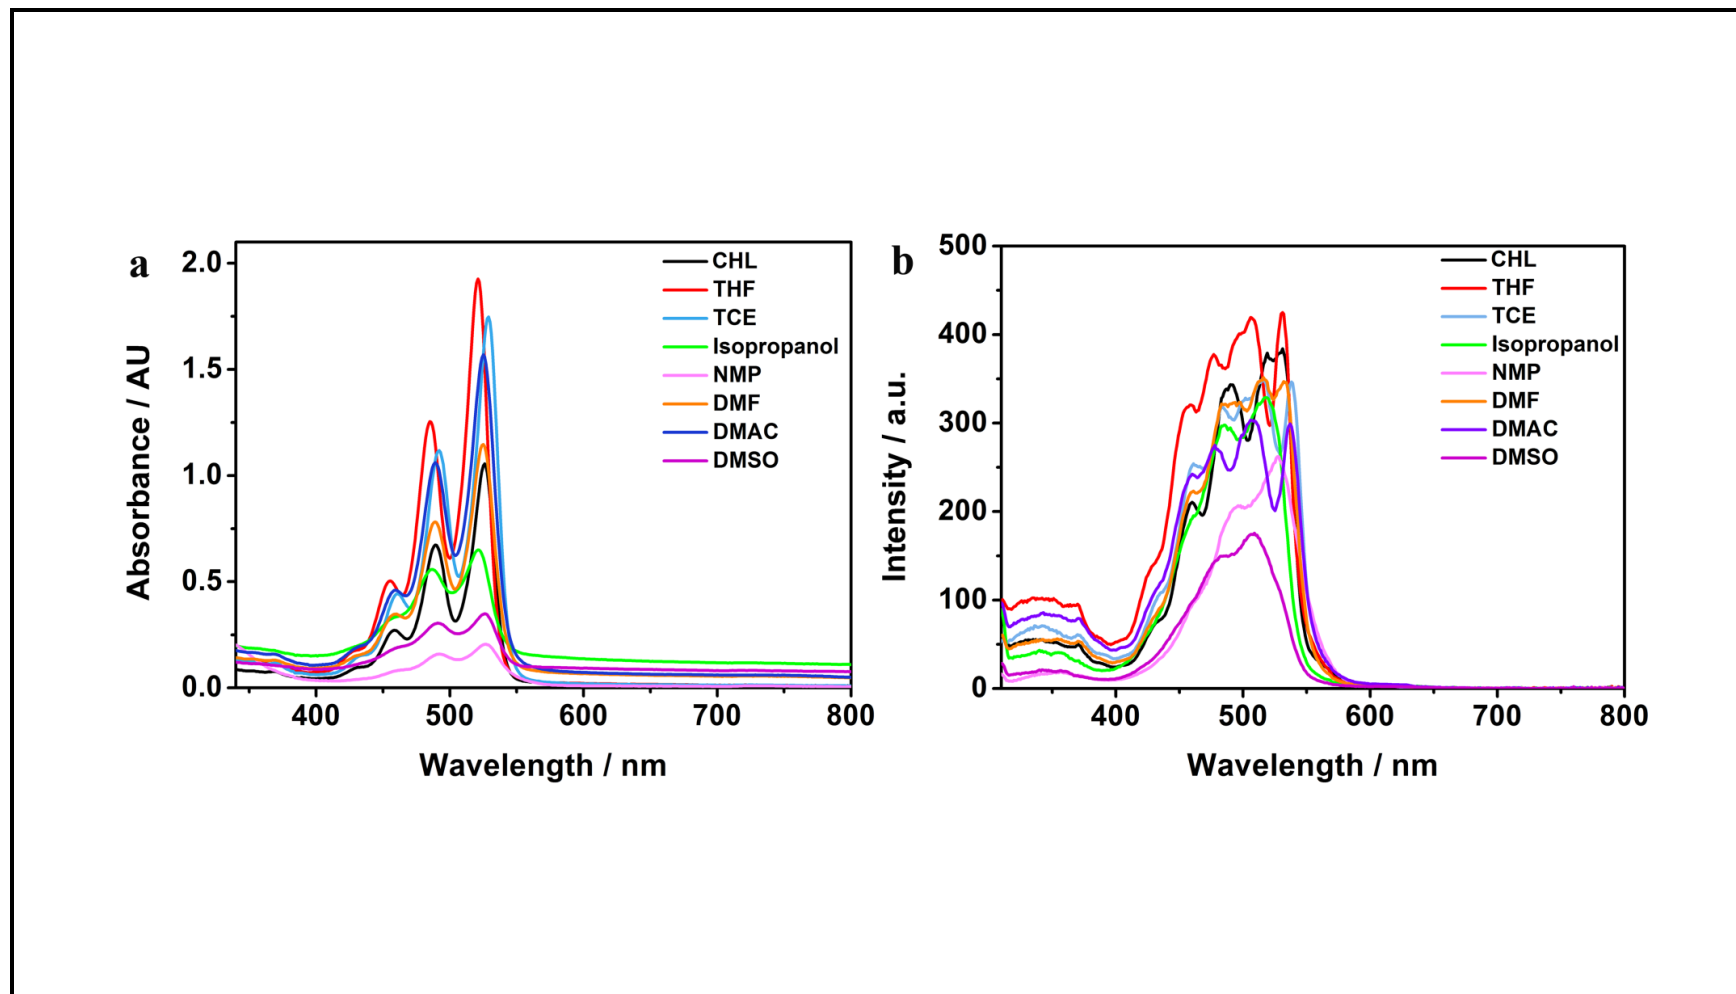 a
Absorbance / AU
2.0
1.5
1.0
0.5
0.0
400
500
600
700
800
Wavelength / nm
CHL
THF
TCE
Isopropanol
NMP
DMF
DMAC
DMSO
b
Intensity / a.u.
500
400
300
200
100
0
400
500
600
700
800
Wavelength / nm
CHL
THF
TCE
Isopropanol
NMP
DMF
DMAC
DMSO